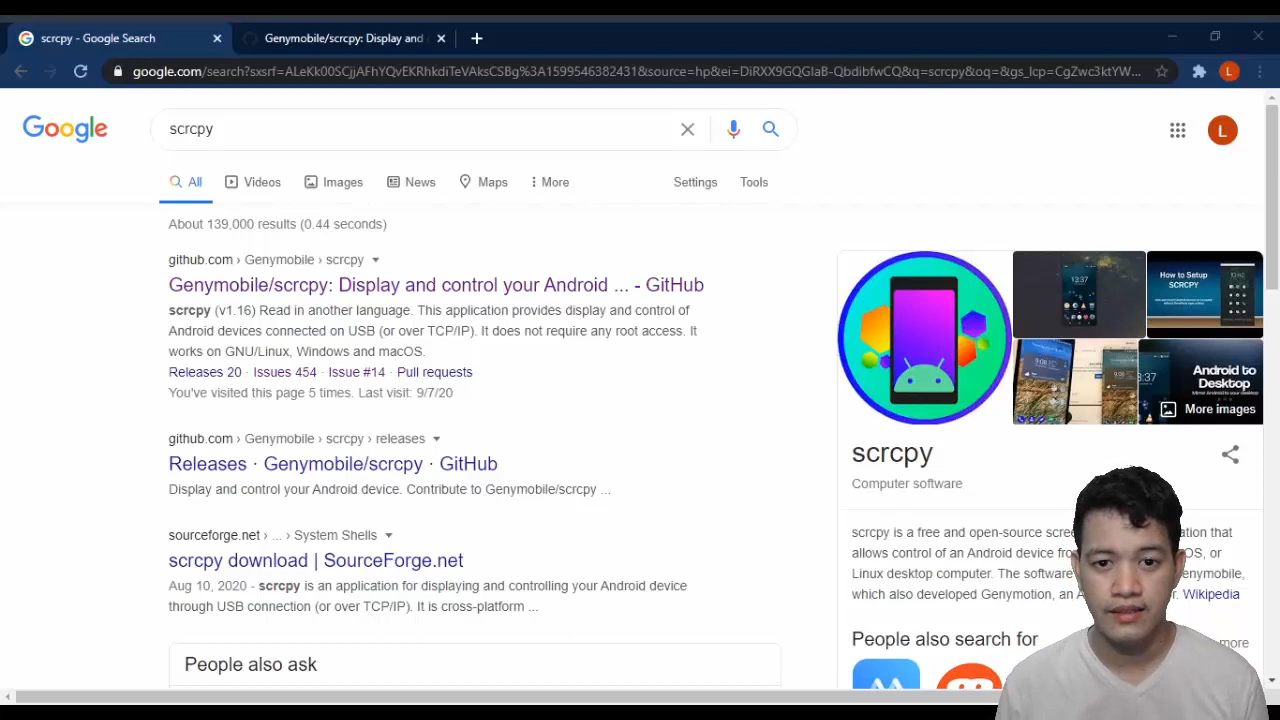 scrcpy - Google Search
Genymobile/scrcpy: Display and
google.com/search?sxsrf=ALeKk00SCjjAFhYQvEKRhkdiTeVAksCSBg%3A1599546382431&source=hp&ei=DiRXX9GQGIaB-QbdibfwCQ&q=scrcpy&oq=&gs_lcp=CgZwc3ktYW...
L
Google
scrcpy
L
All
Videos
Images
News
Maps
More
Settings
Tools
About 139,000 results (0.44 seconds)
github.com › Genymobile › scrcpy
Genymobile/scrcpy: Display and control your Android ... - GitHub
scrcpy (v1.16) Read in another language. This application provides display and control of
Android devices connected on USB (or over TCP/IP). It does not require any root access. It
works on GNU/Linux, Windows and macOS.
Releases 20 · Issues 454 · Issue #14 · Pull requests
You've visited this page 5 times. Last visit: 9/7/20
github.com › Genymobile › scrcpy › releases
Releases · Genymobile/scrcpy · GitHub
Display and control your Android device. Contribute to Genymobile/scrcpy ...
sourceforge.net › ... › System Shells
scrcpy download | SourceForge.net
Aug 10, 2020 - scrcpy is an application for displaying and controlling your Android device
through USB connection (or over TCP/IP). It is cross-platform ...
People also ask
How to Setup
SCRCPY
Android to
Desktop
More images
scrcpy
Computer software
scrcpy is a free and open-source tion that
allows control of an Android device OS, or
Linux desktop computer. The software enymobile,
which also developed Genymotion, an Wikipedia
People also search for
more